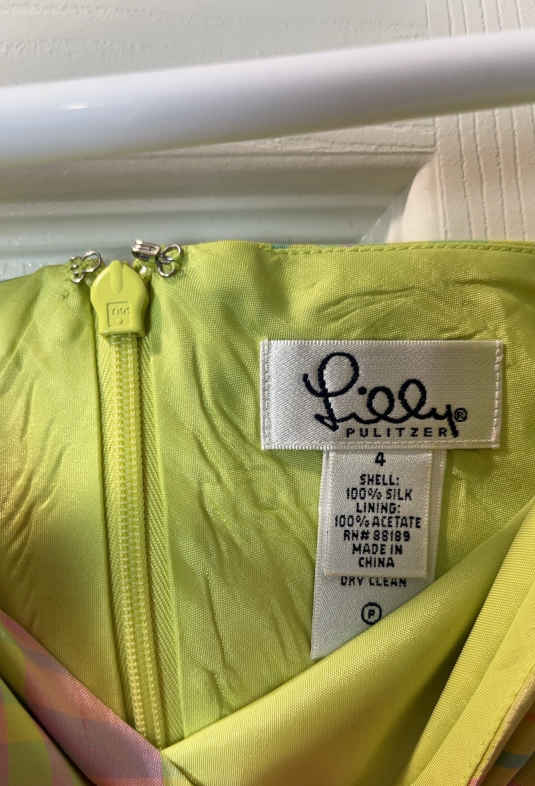 Lilly®
PULITZER
4
SHELL:
100% SILK
LINING:
100% ACETATE
RN# 88189
MADE IN
CHINA
DRY CLEAN
P